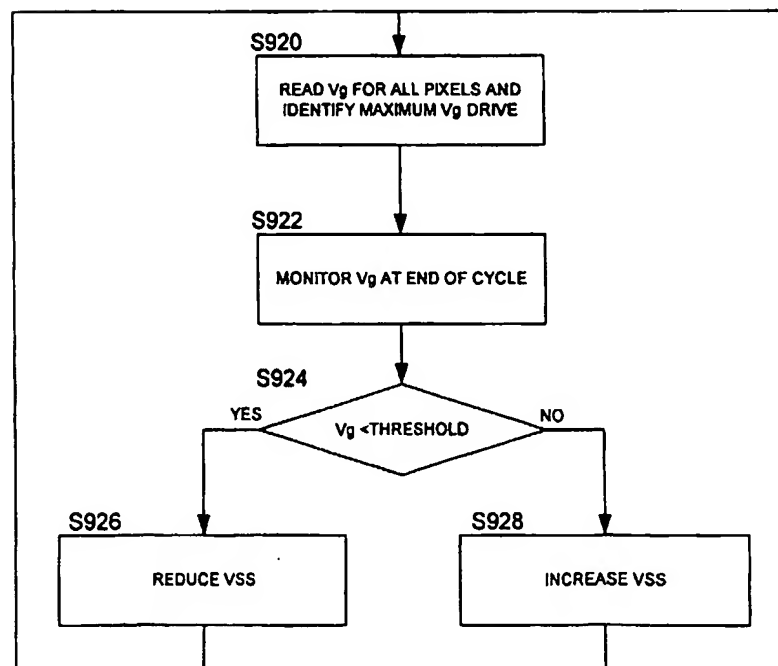 S920
READ Vg FOR ALL PIXELS AND
IDENTIFY MAXIMUM Vg DRIVE
S922
MONITOR Vg AT END OF CYCLE
S924
YES
Vg <THRESHOLD
NO
S926
REDUCE VSS
S928
INCREASE VSS